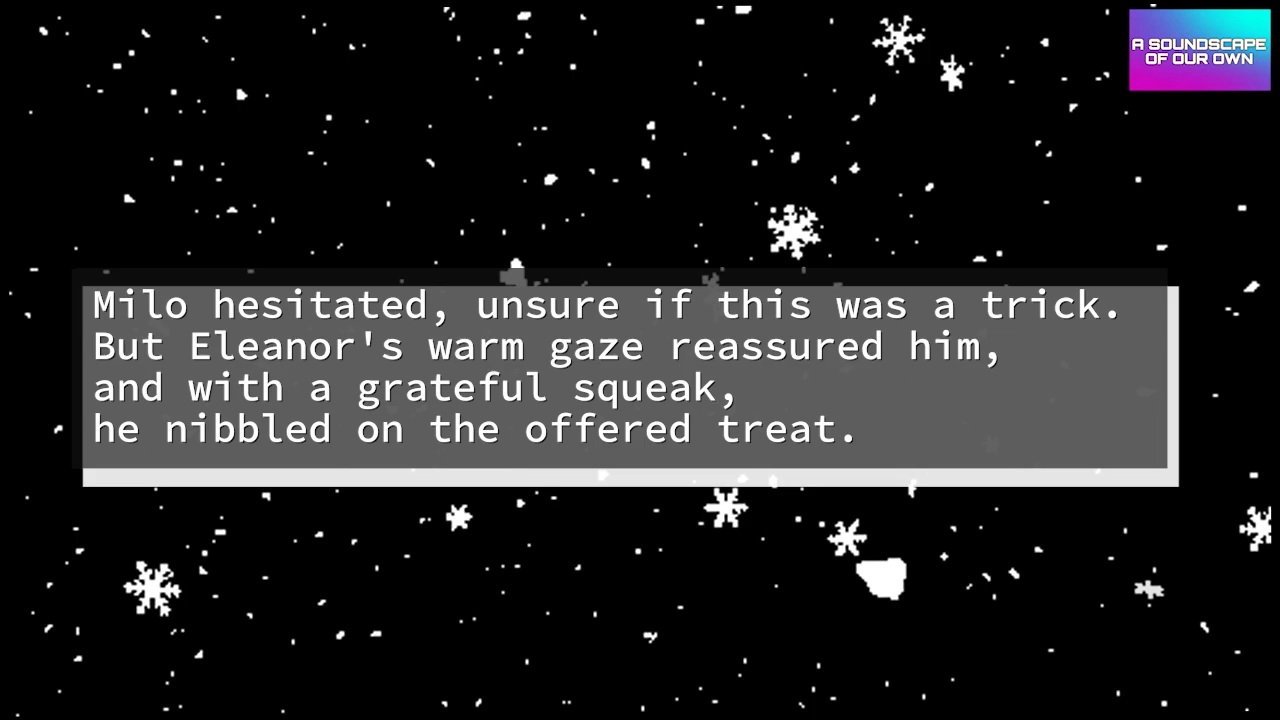 A SOUNDSCAPE
OF OUR OWN
Milo hesitated, unsure if this was a trick.
But Eleanor's warm gaze reassured him,
and with a grateful squeak,
he nibbled on the offered treat.